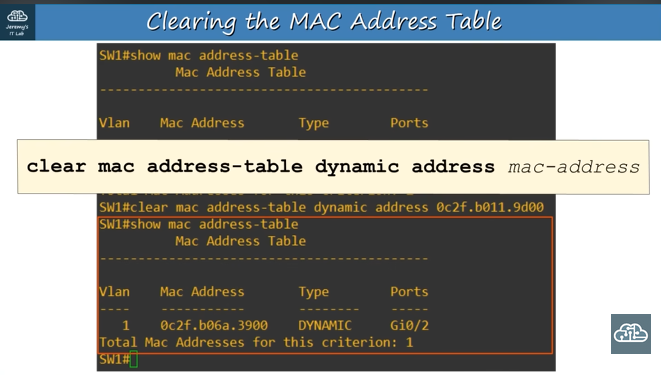 Jeremy's
IT Lab
Clearing the MAC Address Table
SW1#show mac address-table
Mac Address Table
-------------------------------------------
Vlan Mac Address Type Ports
clear mac address-table dynamic address mac-address
SW1#clear mac address-table dynamic address 0c2f.b011.9d00
SW1#show mac address-table
Mac Address Table
-------------------------------------------
Vlan Mac Address Type Ports
---- ----------- -------- -----
1 0c2f.b06a.3900 DYNAMIC Gi0/2
Total Mac Addresses for this criterion: 1
SW1#